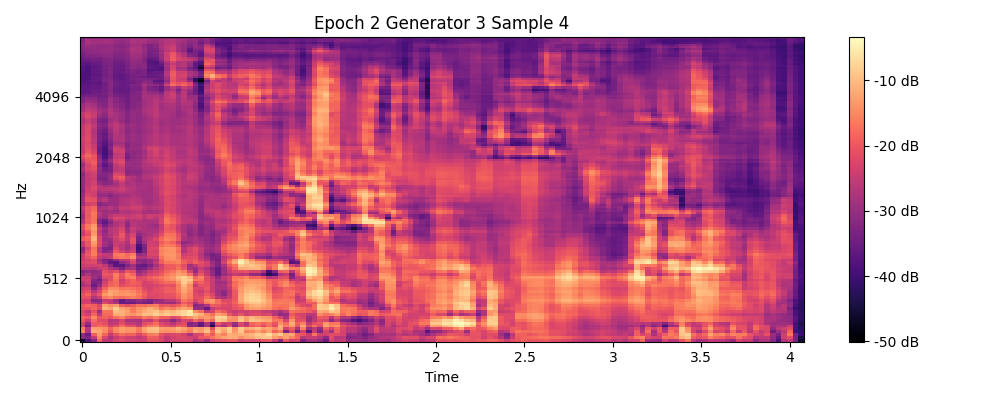 Epoch 2 Generator 3 Sample 4
4096
2048
1024
512
0
Hz
0 0.5 1 1.5 2 2.5 3 3.5 4
Time
-10 dB
-20 dB
-30 dB
-40 dB
-50 dB